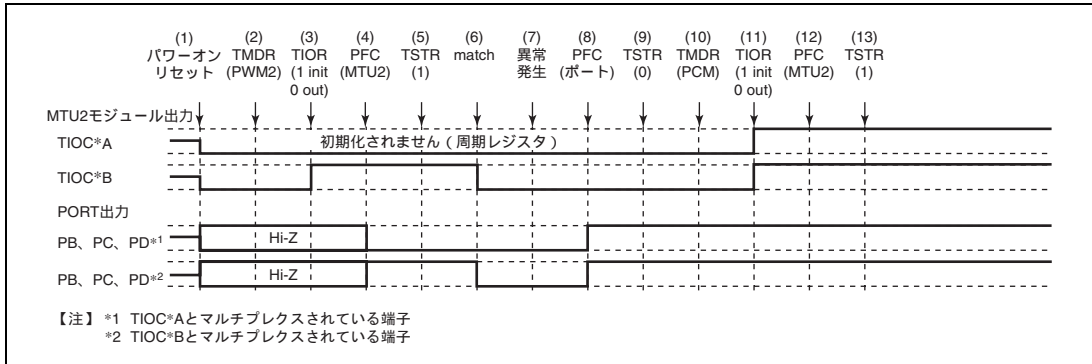 (1) (2) (3) (4) (5) (6) (7) (8) (9) (10) (11) (12) (13)
パワーオン TMDR TIOR PFC TSTR match 異常 PFC TSTR TMDR TIOR PFC TSTR
リセット (PWM2) (1 init (MTU2) (1) 発生 (ポート) (0) (PCM) (1 init (MTU2) (1)
0 out) 0 out)
MTU2モジュール出力
TIOC*A 初期化されません(周期レジスタ)
TIOC*B
PORT出力
PB、PC、PD*1 Hi-Z
PB、PC、PD*2 Hi-Z
【注】 *1 TIOC*Aとマルチプレクスされている端子
*2 TIOC*Bとマルチプレクスされている端子